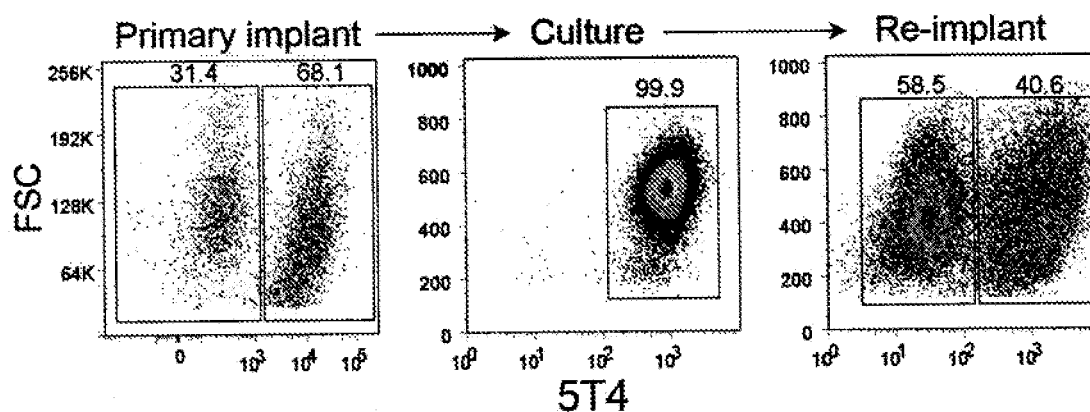 Primary implant → Culture → Re-implant
31.4 68.1
99.9
58.5 40.6
FSC
256K
192K
128K
64K
0 10³ 10⁴ 10⁵
1000
800
600
400
200
0
10⁰ 10¹ 10² 10³
1000
800
600
400
200
0
10⁰ 10¹ 10² 10³
5T4